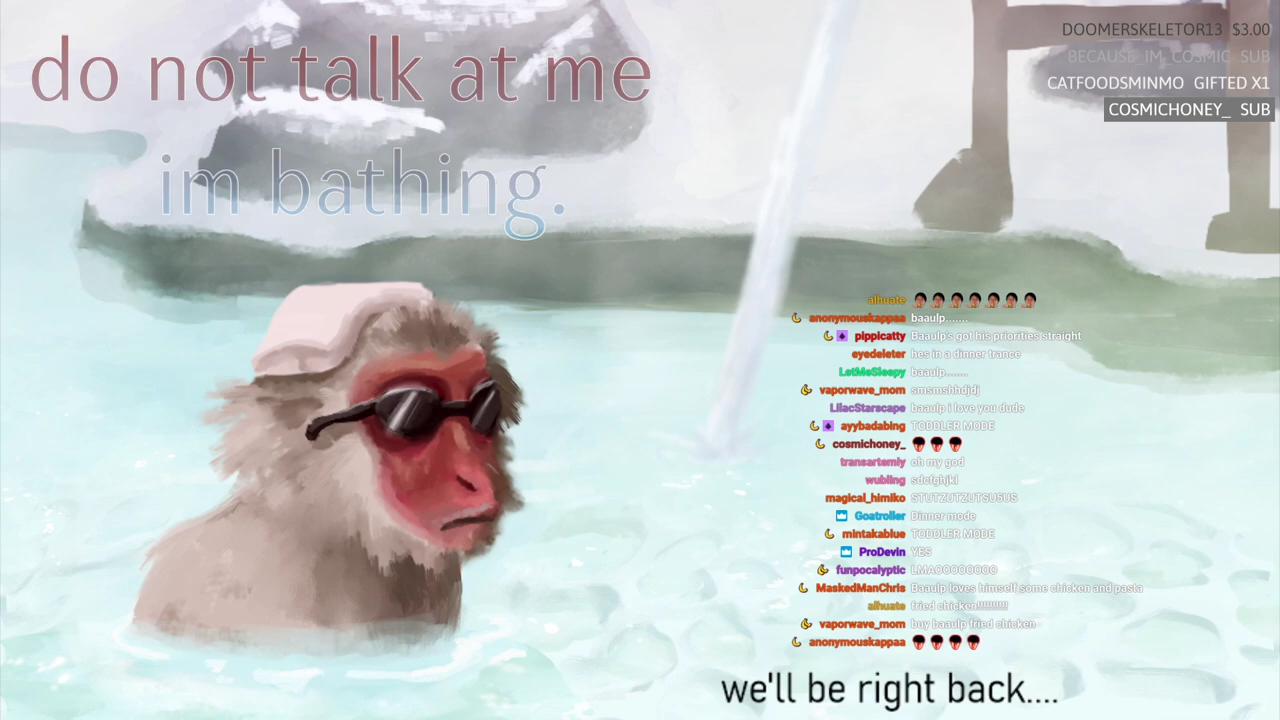 do not talk at me
im bathing.
DOOMERSKELETOR13 $3.00
BECAUSE_IM_COSMIC SUB
CATFOODSMINMO GIFTED X1
COSMICHONEY_ SUB
alhuate
anonymouskappaa baaulp.......
pippicatty Baaulp's got his priorities straight
eyedeleter hes in a dinner trance
LetMeSleepy baaulp.......
vaporwave_mom smsmshhdjdj
LilacStarscape baaulp i love you dude
ayybadabing TODDLER MODE
cosmichoney_
transartemly oh my god
wubling sdcfghjkl
magical_himiko STUTZUTZUTSUSUS
Goatroller Dinner mode
mintakablue TODDLER MODE
ProDevin YES
funpocalyptic LMAOOOOOOOO
MaskedManChris Baaulp loves himself some chicken and pasta
alhuate fried chicken!!!!!!!!!!
vaporwave_mom buy baaulp fried chicken
anonymouskappaa
we'll be right back....